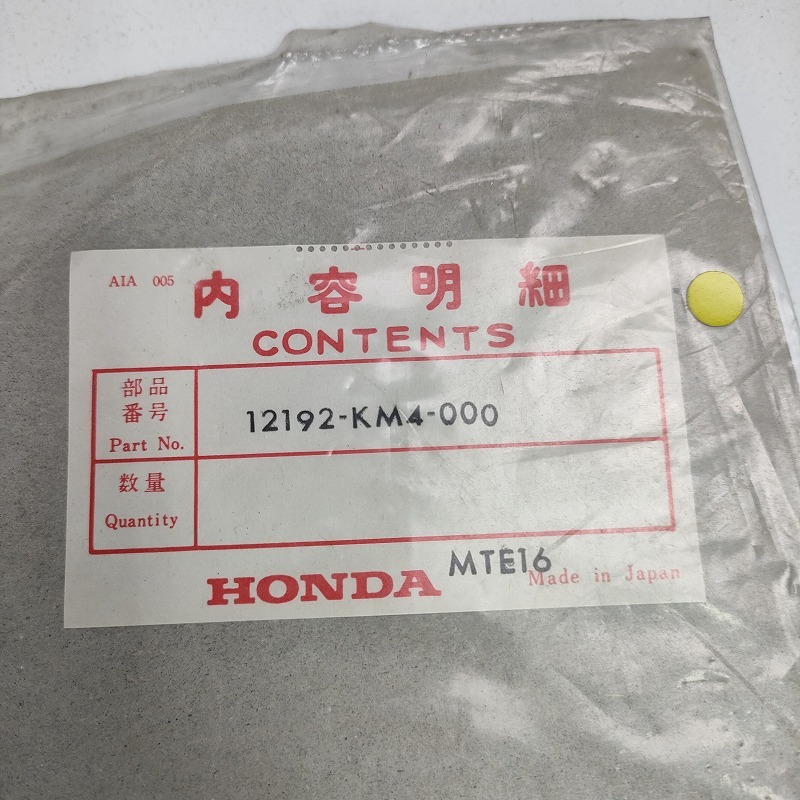 AIA 005
内容明細
CONTENTS
部品
番号
Part No.
12192-KM4-000
数量
Quantity
MTE16
HONDA
Made in Japan